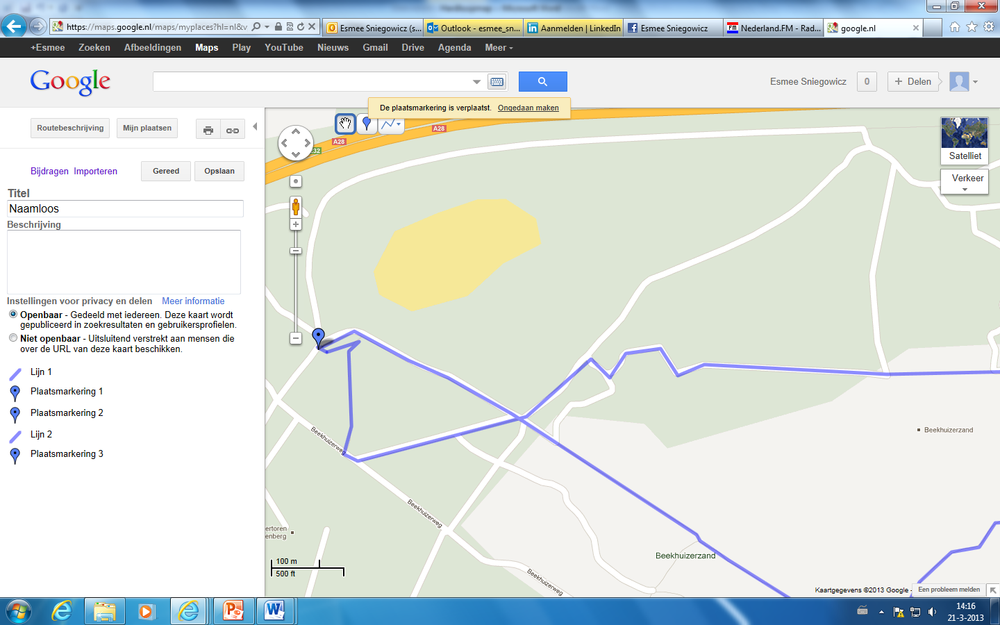 https://maps.google.nl/maps/myplaces?hl=nl&v
Esmee Sniegowicz (s...
Outlook - esmee_sn...
Aanmelden | LinkedIn
Esmee Sniegowicz
Nederland.FM - Rad...
google.nl
+Esmee Zoeken Afbeeldingen Maps Play YouTube Nieuws Gmail Drive Agenda Meer
Google
Esmee Sniegowicz 0 + Delen
De plaatsmarkering is verplaatst. Ongedaan maken
Routebeschrijving Mijn plaatsen
Bijdragen Importeren Gereed Opslaan
Titel
Naamloos
Beschrijving
Instellingen voor privacy en delen Meer informatie
Openbaar - Gedeeld met iedereen. Deze kaart wordt
gepubliceerd in zoekresultaten en gebruikersprofielen.
Niet openbaar - Uitsluitend verstrekt aan mensen die
over de URL van deze kaart beschikken.
Lijn 1
Plaatsmarkering 1
Plaatsmarkering 2
Lijn 2
Plaatsmarkering 3
A28
A28
32
Satelliet
Verkeer
Beekhuizerweg
Beekhuizerweg
Beekhuizerweg
Beekhuizerzand
Beekhuizerzand
ertoren
enberg
100 m
500 ft
Kaartgegevens ©2013 Google -
Een probleem melden
14:16
21-3-2013